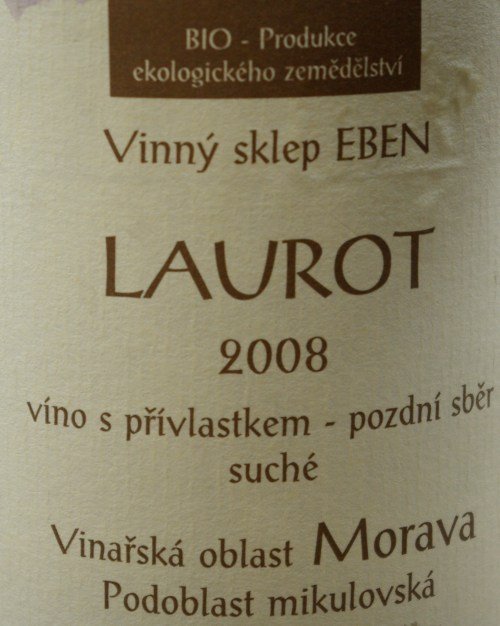 BIO - Produkce
ekologického zemědělství
Vinný sklep EBEN
LAUROT
2008
víno s přívlastkem - pozdní sběr
suché
Vinařská oblast Morava
Podoblast mikulovská